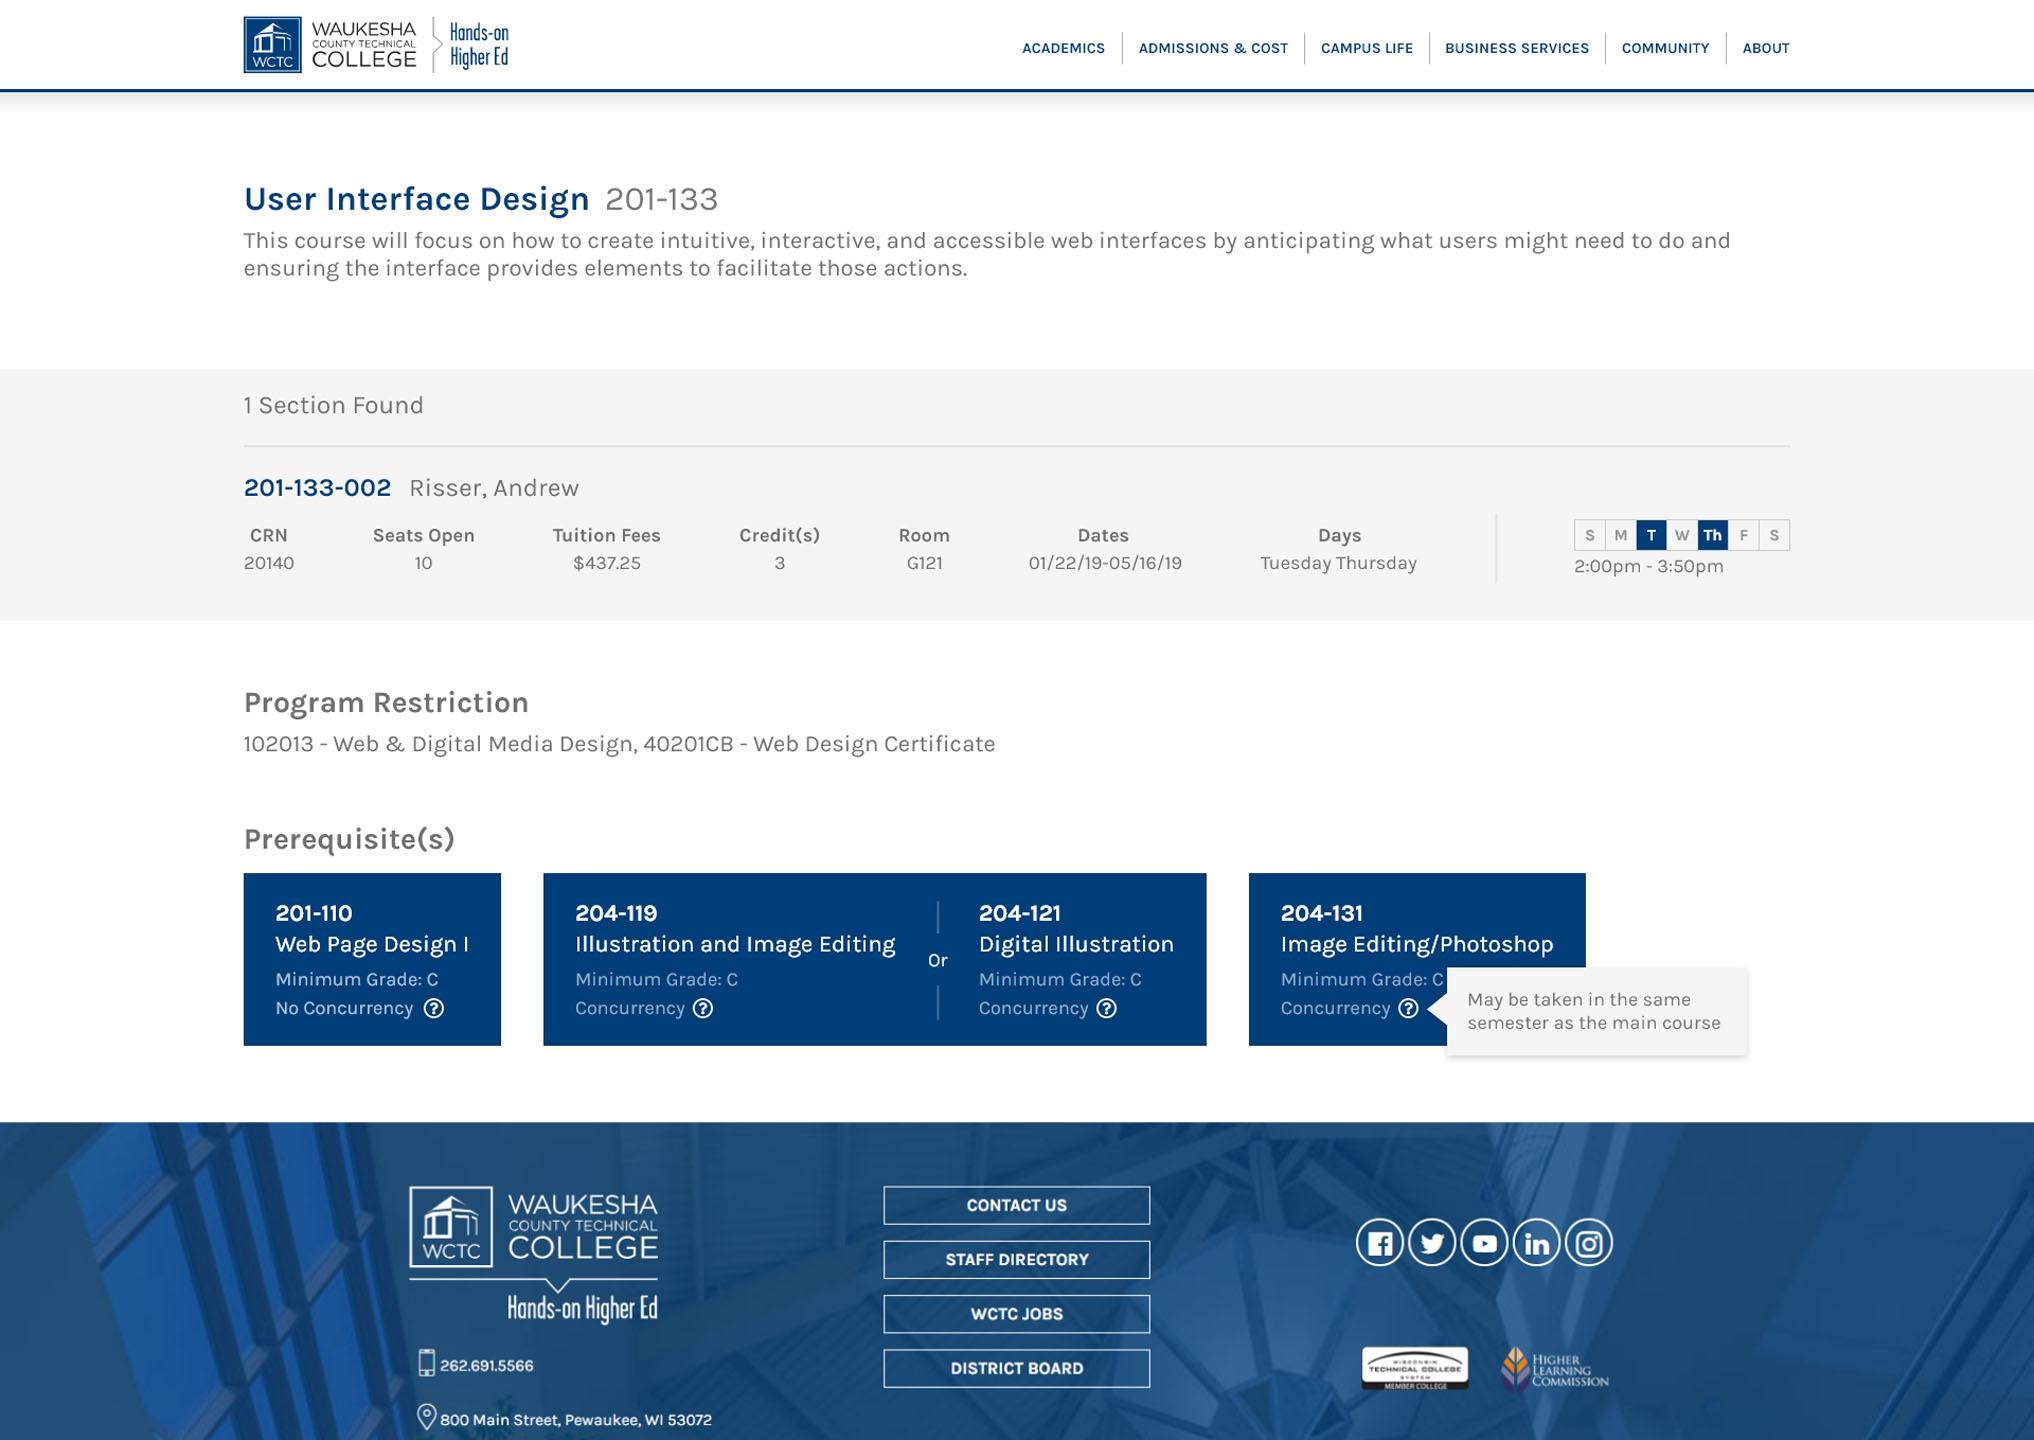 WCTC
WAUKESHA
COUNTY TECHNICAL
COLLEGE
Hands-on
Higher Ed
ACADEMICS
ADMISSIONS & COST
CAMPUS LIFE
BUSINESS SERVICES
COMMUNITY
ABOUT
User Interface Design 201-133
This course will focus on how to create intuitive, interactive, and accessible web interfaces by anticipating what users might need to do and
ensuring the interface provides elements to facilitate those actions.
1 Section Found
201-133-002 Risser, Andrew
CRN Seats Open Tuition Fees Credit(s) Room Dates Days
20140 10 $437.25 3 G121 01/22/19-05/16/19 Tuesday Thursday
S M T W Th F S
2:00pm - 3:50pm
Program Restriction
102013 - Web & Digital Media Design, 40201CB - Web Design Certificate
Prerequisite(s)
201-110
Web Page Design I
Minimum Grade: C
No Concurrency ?
204-119
Illustration and Image Editing
Minimum Grade: C
Concurrency ?
Or
204-121
Digital Illustration
Minimum Grade: C
Concurrency ?
204-131
Image Editing/Photoshop
Minimum Grade: C
Concurrency ?
May be taken in the same
semester as the main course
WCTC
WAUKESHA
COUNTY TECHNICAL
COLLEGE
Hands-on Higher Ed
262.691.5566
800 Main Street, Pewaukee, WI 53072
CONTACT US
STAFF DIRECTORY
WCTC JOBS
DISTRICT BOARD
in
WISCONSIN
TECHNICAL COLLEGE
SYSTEM
MEMBER COLLEGE
HIGHER
LEARNING
COMMISSION